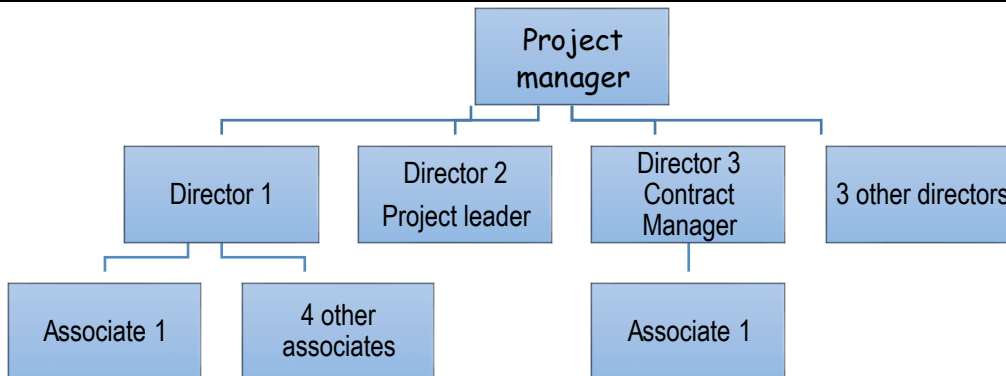 Project
manager
Director 1
Director 2
Project leader
Director 3
Contract
Manager
3 other directors
Associate 1
4 other
associates
Associate 1